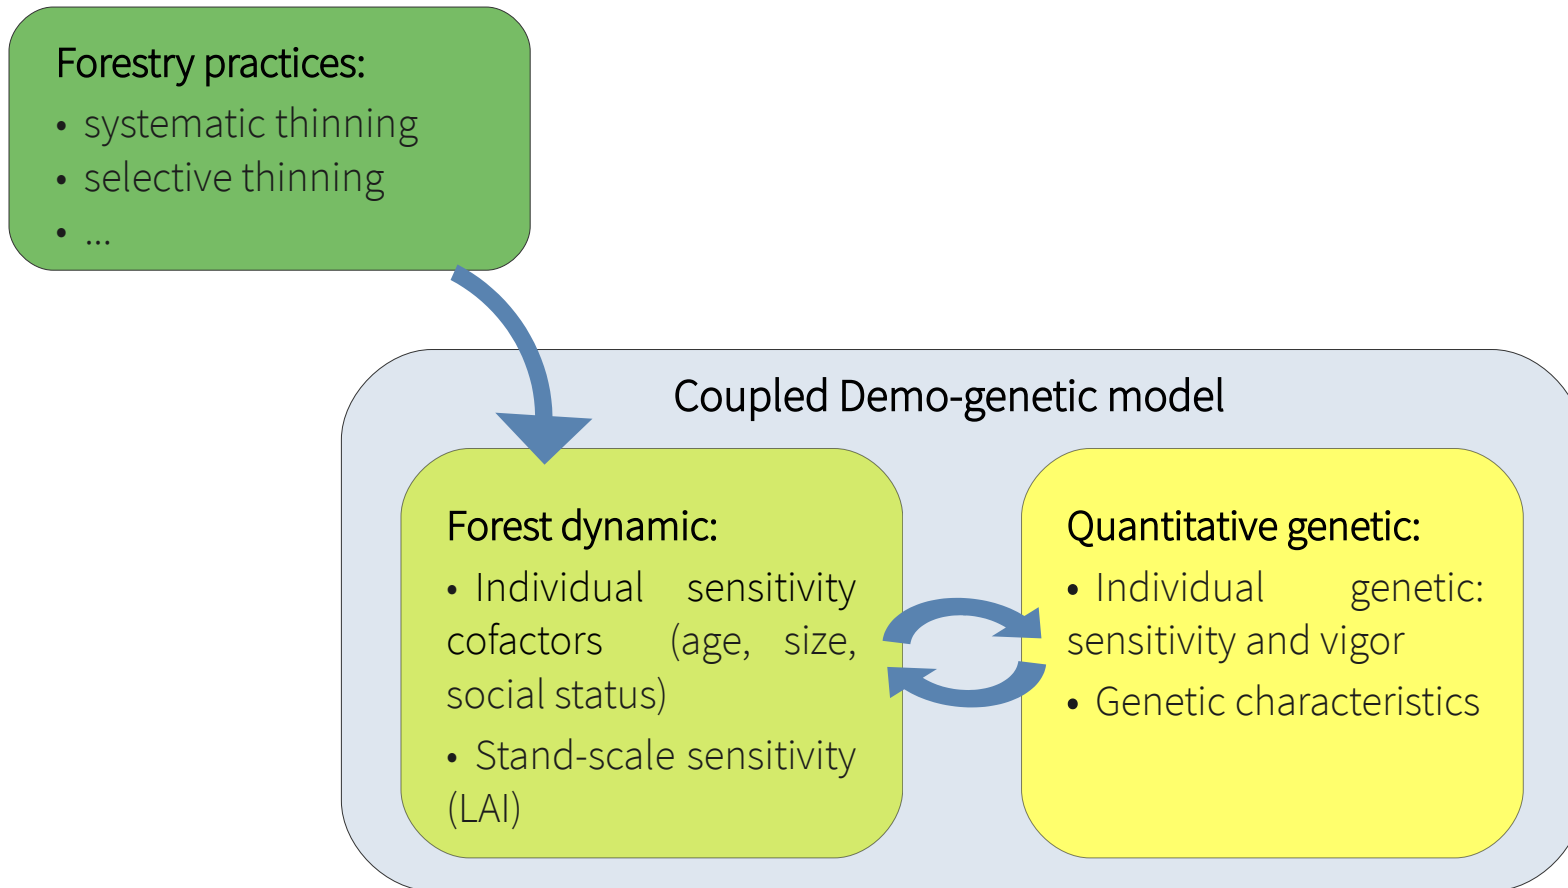 Forestry practices:
• systematic thinning
• selective thinning
• ...
Coupled Demo-genetic model
Forest dynamic:
• Individual sensitivity
cofactors (age, size,
social status)
• Stand-scale sensitivity
(LAI)
Quantitative genetic:
• Individual genetic:
sensitivity and vigor
• Genetic characteristics